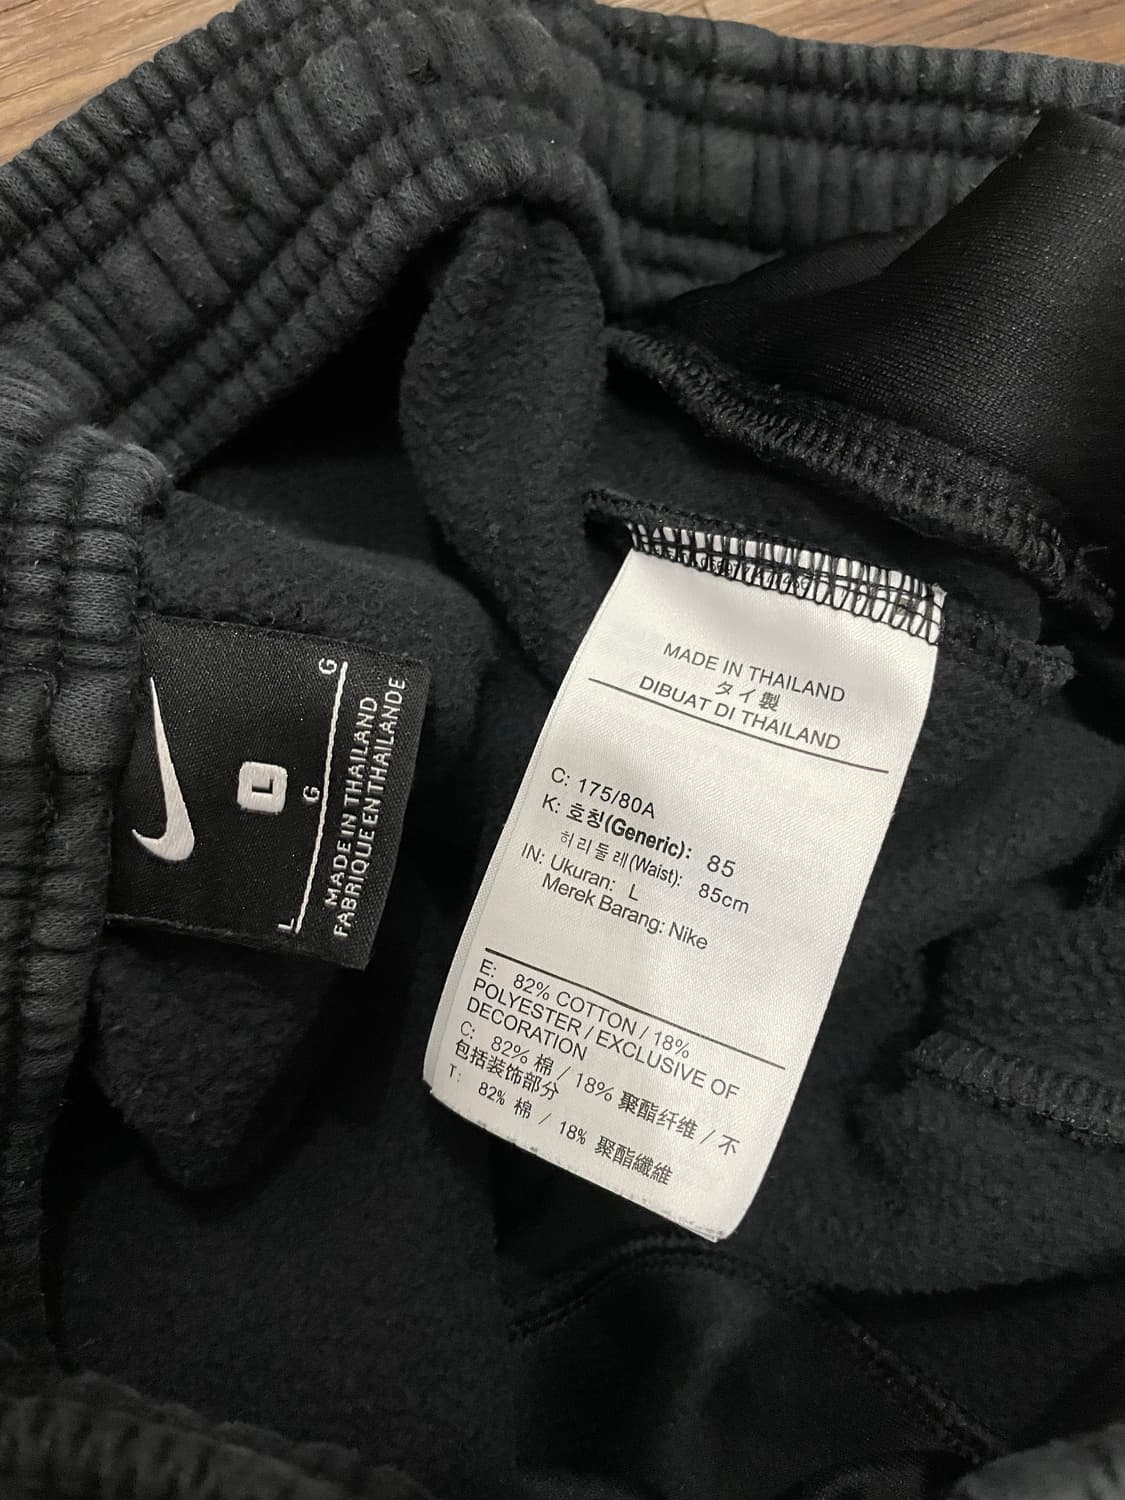 L
G
G
L
MADE IN THAILAND
FABRIQUE EN THAILANDE
MADE IN THAILAND
タイ製
DIBUAT DI THAILAND
C: 175/80A
K: 호칭(Generic): 85
허리둘레(Waist): 85cm
IN: Ukuran: L
Merek Barang: Nike
E: 82% COTTON / 18%
POLYESTER / EXCLUSIVE OF
DECORATION
C: 82% 棉 / 18% 聚酯纤维 / 不
包括装饰部分
T: 82% 棉 / 18% 聚酯纖維